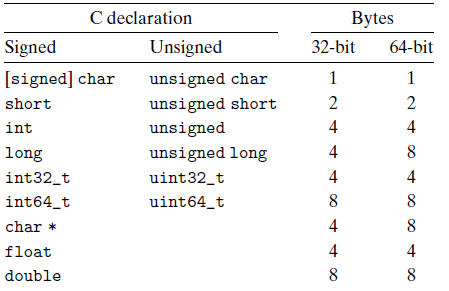 C declaration Bytes
Signed Unsigned 32-bit 64-bit
[signed] char unsigned char 1 1
short unsigned short 2 2
int unsigned 4 4
long unsigned long 4 8
int32_t uint32_t 4 4
int64_t uint64_t 8 8
char * 4 8
float 4 4
double 8 8